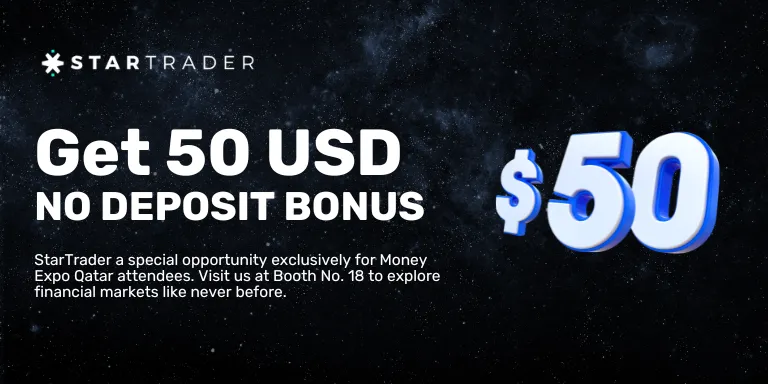 STARTRADER
Get 50 USD
NO DEPOSIT BONUS
$50
StarTrader a special opportunity exclusively for Money
Expo Qatar attendees. Visit us at Booth No. 18 to explore
financial markets like never before.